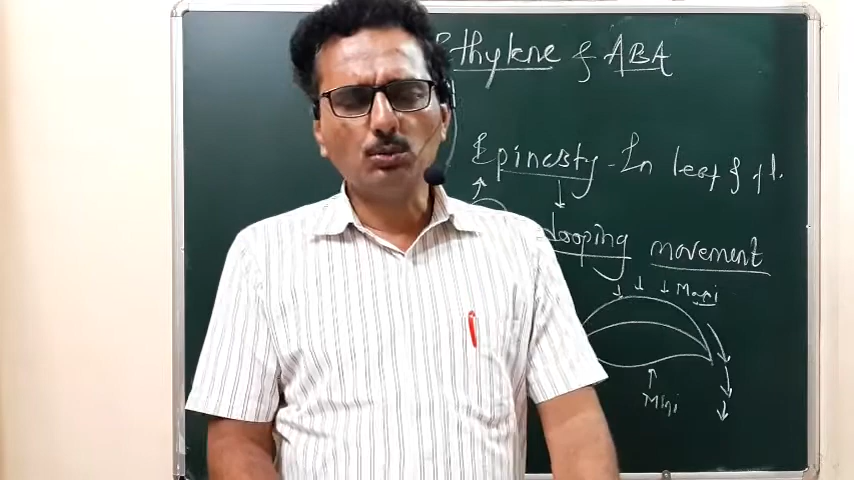 Ethylene & ABA
Epinasty - In leaf & fl.
drooping movement
Maxi
Mini